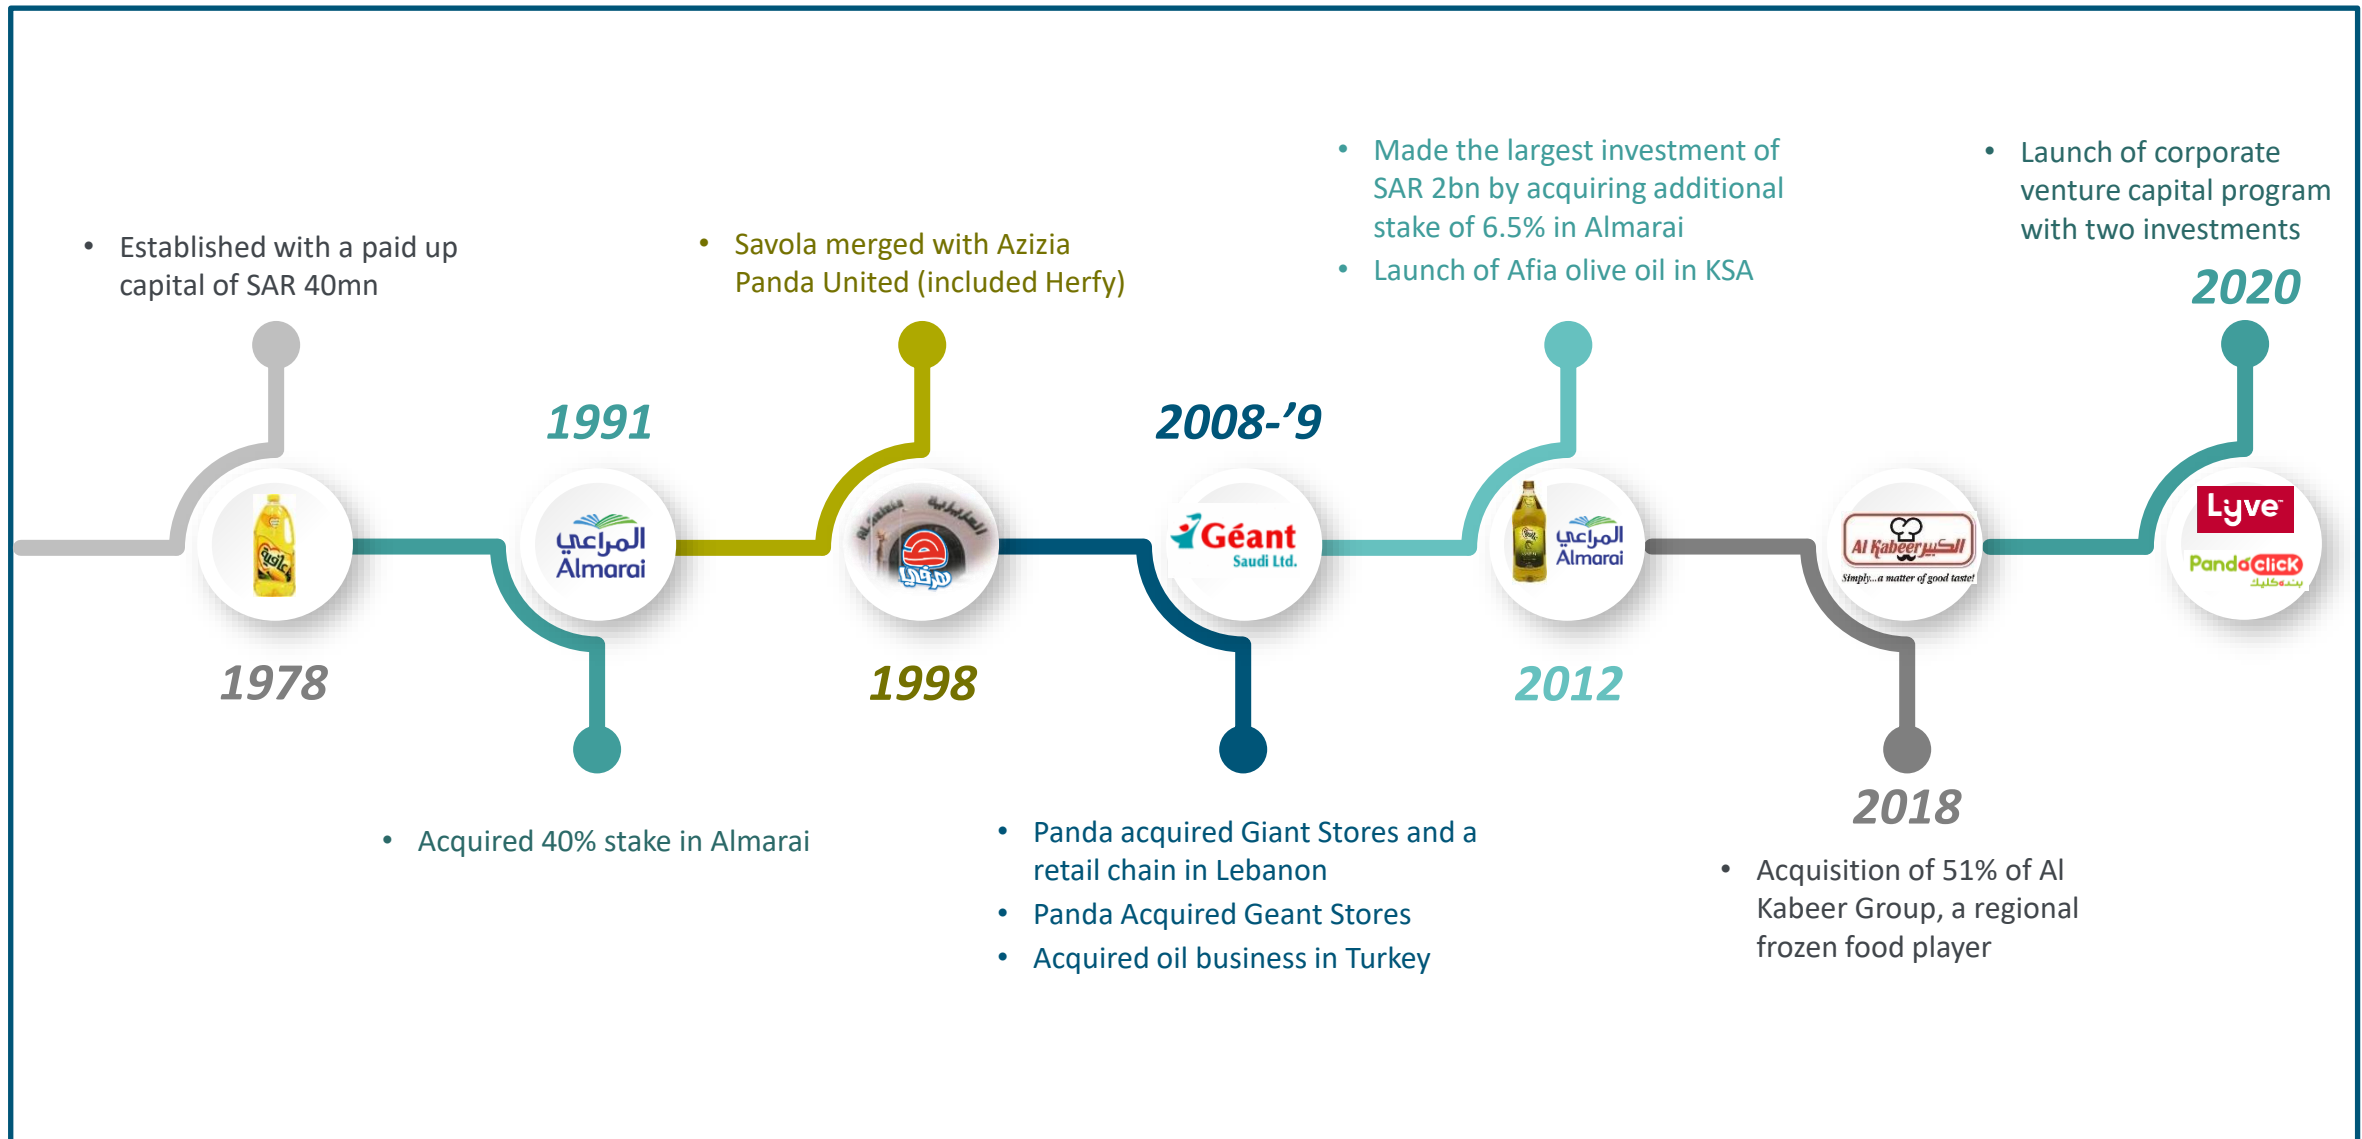 • Established with a paid up
capital of SAR 40mn
1978
1991
المراعي
Almarai
• Acquired 40% stake in Almarai
• Savola merged with Azizia
Panda United (included Herfy)
هرفي
1998
2008-’9
Géant
Saudi Ltd.
• Panda acquired Giant Stores and a
retail chain in Lebanon
• Panda Acquired Geant Stores
• Acquired oil business in Turkey
• Made the largest investment of
SAR 2bn by acquiring additional
stake of 6.5% in Almarai
• Launch of Afia olive oil in KSA
المراعي
Almarai
2012
Al Kabeer الكبير
Simply...a matter of good taste!
2018
• Acquisition of 51% of Al
Kabeer Group, a regional
frozen food player
• Launch of corporate
venture capital program
with two investments
2020
Lyve
Panda Click
بنده كليك